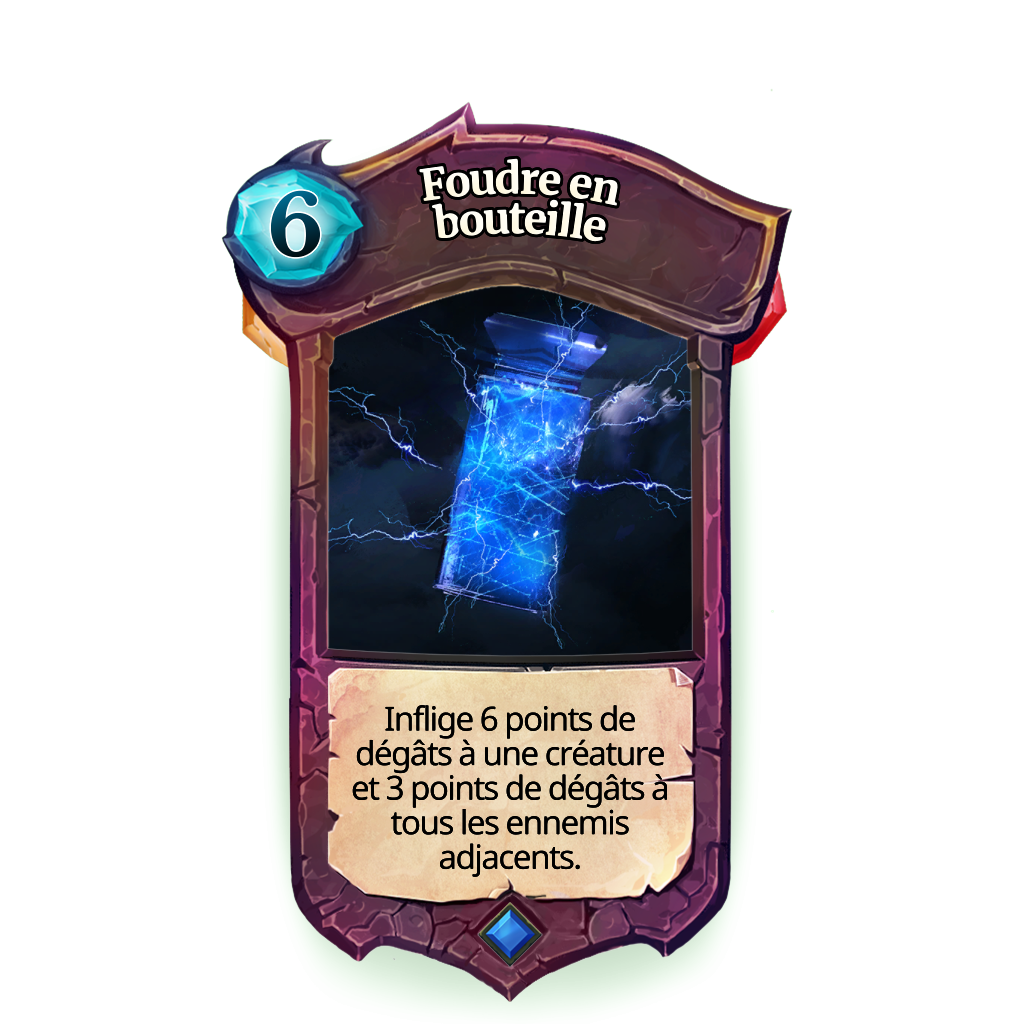 6
Foudre en
bouteille
Inflige 6 points de
dégâts à une créature
et 3 points de dégâts à
tous les ennemis
adjacents.